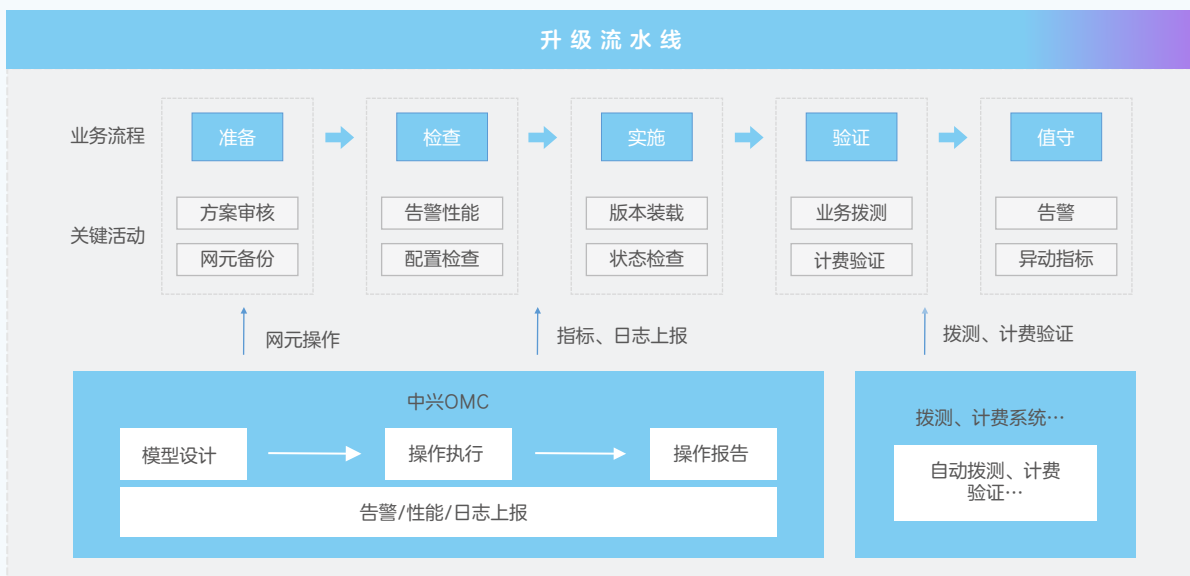 升级流水线
业务流程
准备
检查
实施
验证
值守
关键活动
方案审核
告警性能
版本装载
业务拨测
告警
网元备份
配置检查
状态检查
计费验证
异动指标
网元操作
指标、日志上报
拨测、计费验证
中兴OMC
模型设计
操作执行
操作报告
告警/性能/日志上报
拨测、计费系统…
自动拨测、计费
验证…